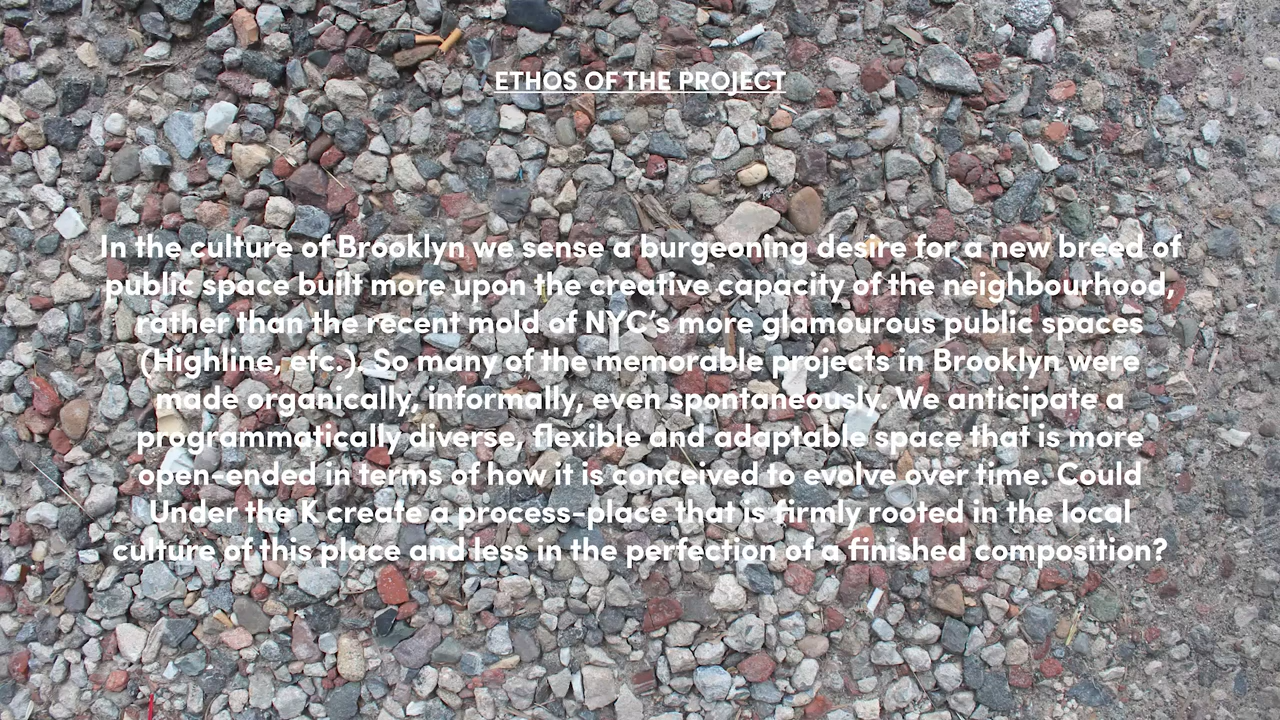 ETHOS OF THE PROJECT
In the culture of Brooklyn we sense a burgeoning desire for a new breed of
public space built more upon the creative capacity of the neighbourhood,
rather than the recent mold of NYC's more glamourous public spaces
(Highline, etc.). So many of the memorable projects in Brooklyn were
made organically, informally, even spontaneously. We anticipate a
programmatically diverse, flexible and adaptable space that is more
open-ended in terms of how it is conceived to evolve over time. Could
Under the K create a process-place that is firmly rooted in the local
culture of this place and less in the perfection of a finished composition?